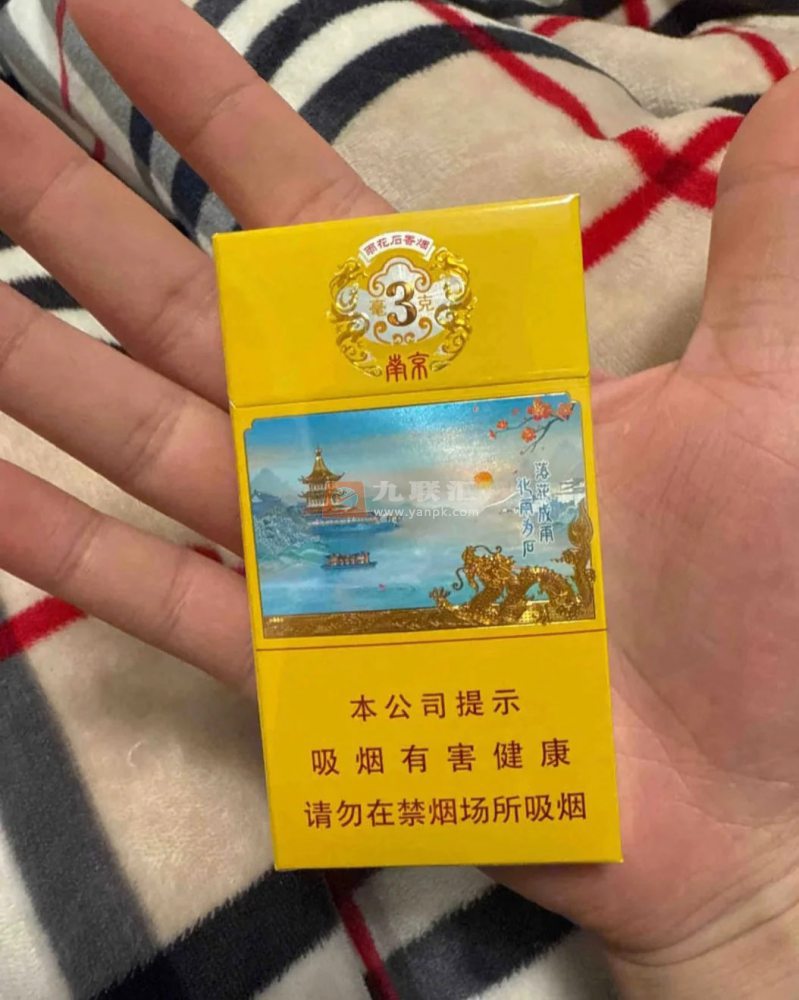 雨花石香烟
毫3克
南京
九联汇
www.yanpk.com
落花成雨
化雨为石
本公司提示
吸烟有害健康
请勿在禁烟场所吸烟